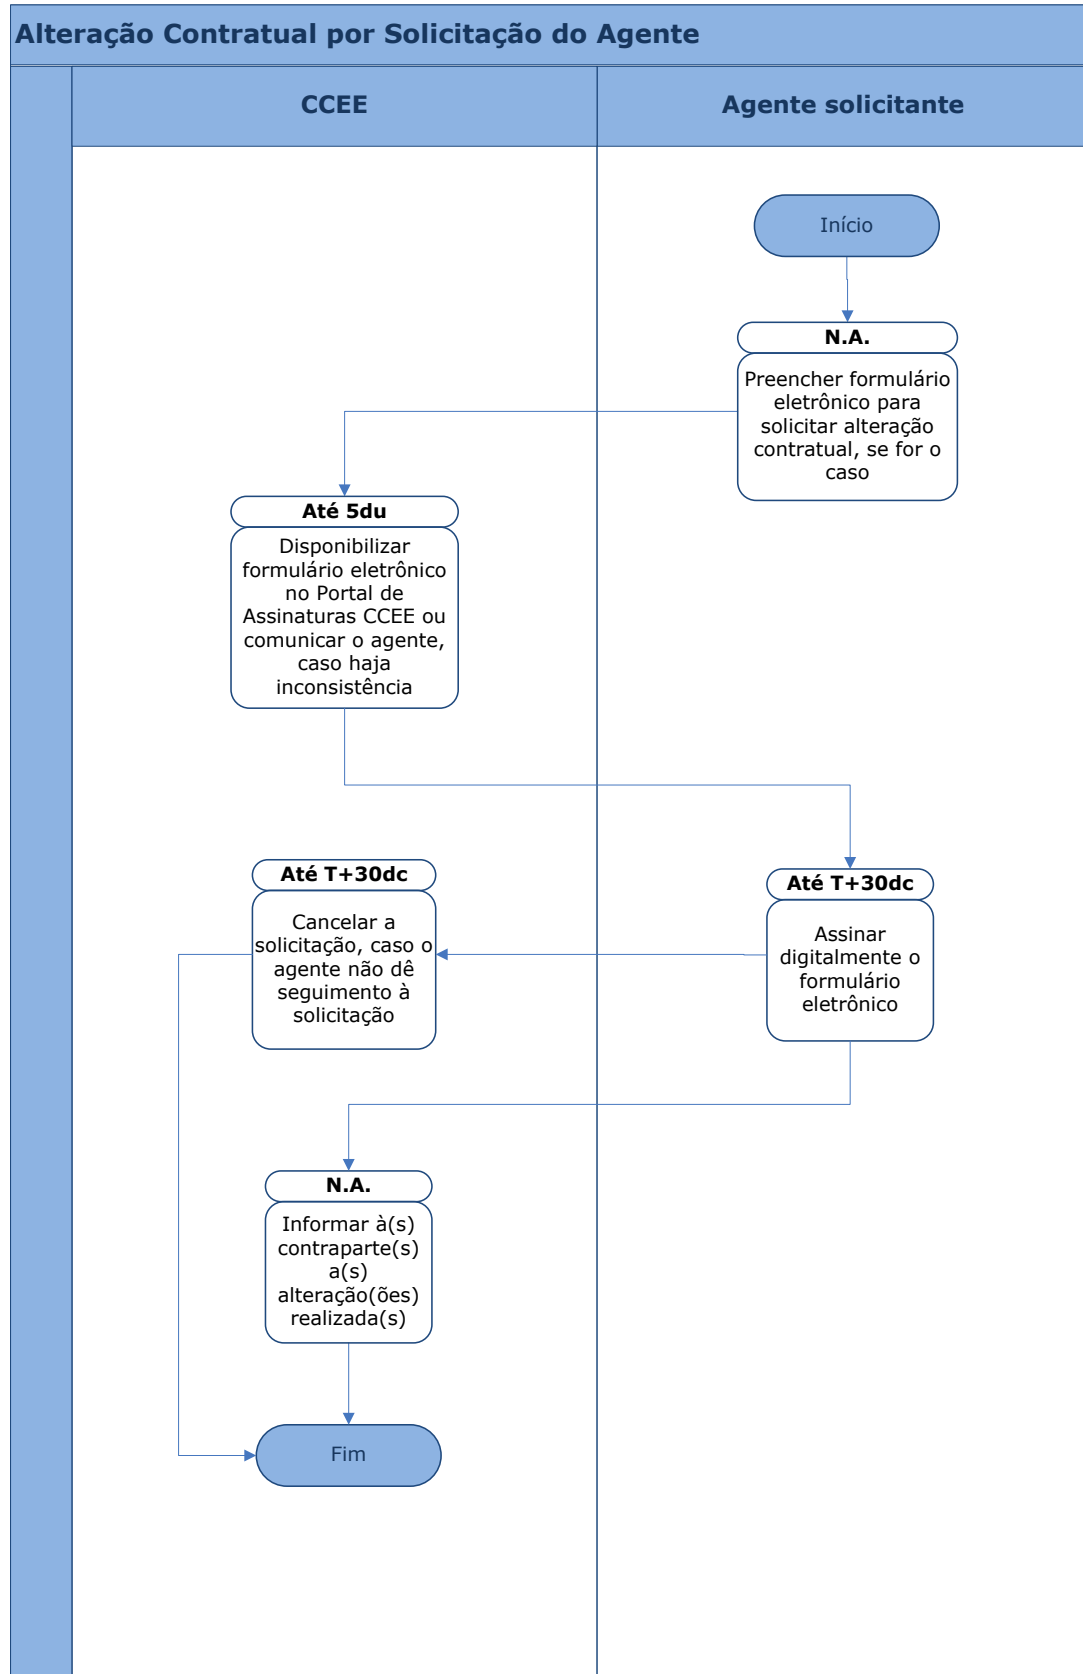 Alteração Contratual por Solicitação do Agente
CCEE
Agente solicitante
Início
N.A.
Preencher formulário
eletrônico para
solicitar alteração
contratual, se for o
caso
Até 5du
Disponibilizar
formulário eletrônico
no Portal de
Assinaturas CCEE ou
comunicar o agente,
caso haja
inconsistência
Até T+30dc
Assinar
digitalmente o
formulário
eletrônico
Até T+30dc
Cancelar a
solicitação, caso o
agente não dê
seguimento à
solicitação
N.A.
Informar à(s)
contraparte(s)
a(s)
alteração(ões)
realizada(s)
Fim